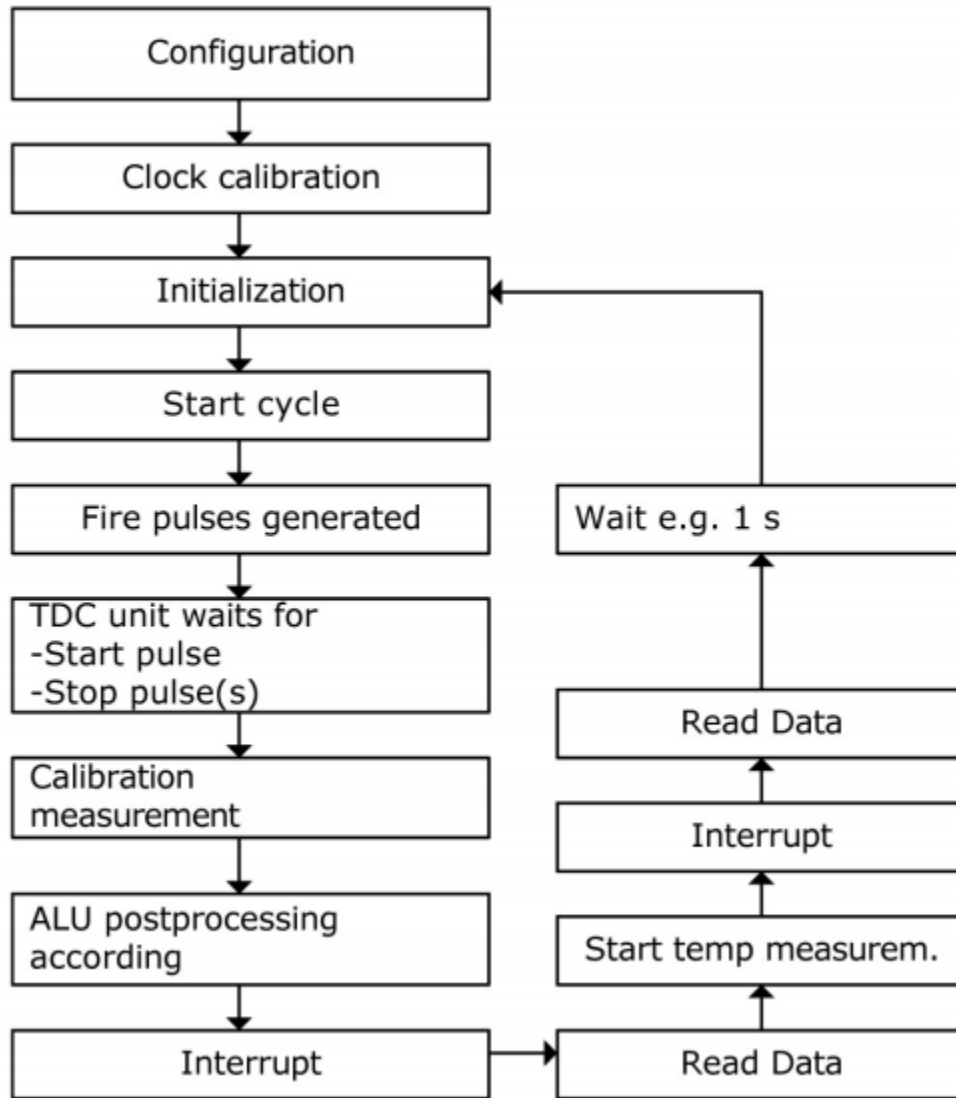 Configuration
Clock calibration
Initialization
Start cycle
Fire pulses generated
TDC unit waits for
-Start pulse
-Stop pulse(s)
Calibration
measurement
ALU postprocessing
according
Interrupt
Wait e.g. 1 s
Read Data
Interrupt
Start temp measurem.
Read Data